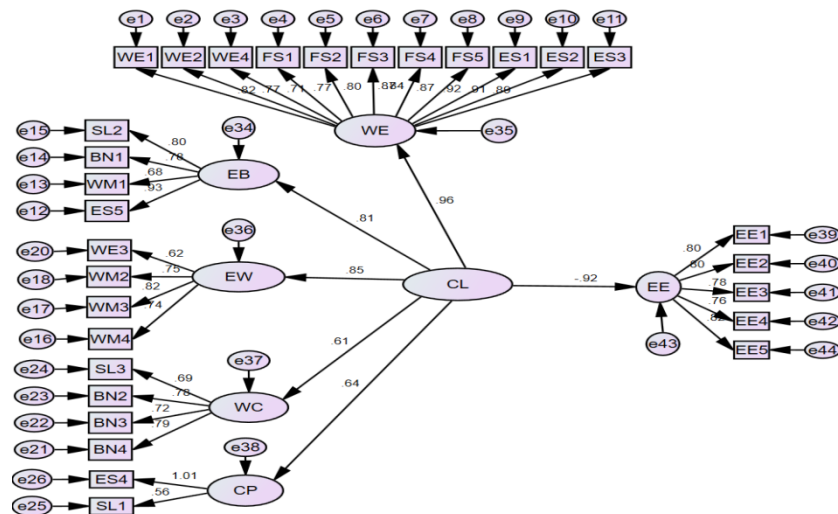 e1 e2 e3 e4 e5 e6 e7 e8 e9 e10 e11
WE1 WE2 WE4 FS1 FS2 FS3 FS4 FS5 ES1 ES2 ES3
.82 .77 .71 .77 .80 .87 .92 .91 .89
WE e35
e15 SL2 .80 e34
e14 BN1 .78
e13 WM1 .68 EB
e12 ES5 .93
.81
.96
e20 WE3 .62 e36
e18 WM2 .75 EW .85 CL -.92 EE
e17 WM3 .82
e16 WM4 .74
.80 EE1 e39
.80 EE2 e40
.78 EE3 e41
.76 EE4 e42
.82 EE5 e44
e43
.61
.64
e24 SL3 .69 e37
e23 BN2 .78 WC
e22 BN3 .72
e21 BN4 .79
e38
e26 ES4 1.01 CP
e25 SL1 .56